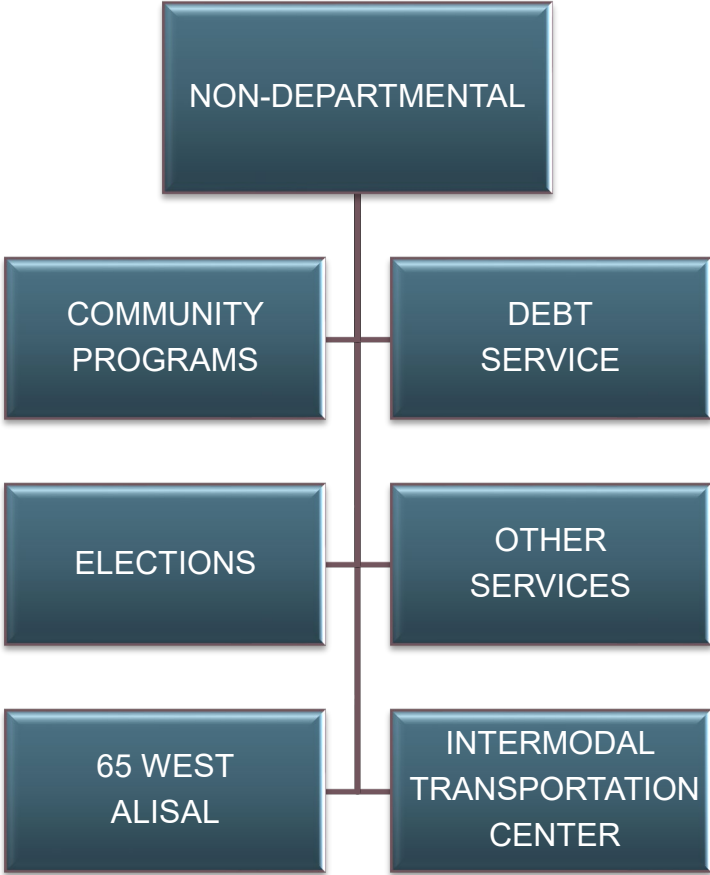 NON-DEPARTMENTAL
COMMUNITY
PROGRAMS
DEBT
SERVICE
ELECTIONS
OTHER
SERVICES
65 WEST
ALISAL
INTERMODAL
TRANSPORTATION
CENTER